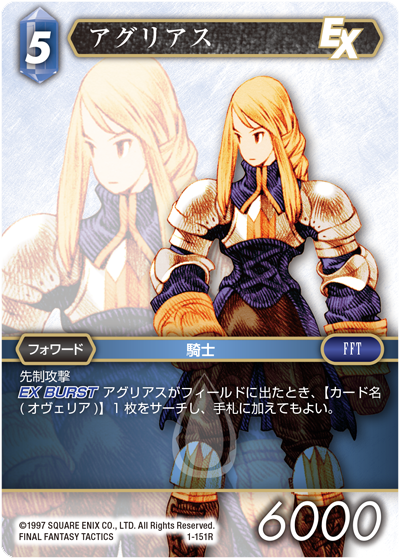 5
アグリアス
EX
フォワード
騎士
FFT
先制攻撃
EX BURST アグリアスがフィールドに出たとき、【カード名
(オヴェリア)】1枚をサーチし、手札に加えてもよい。
©1997 SQUARE ENIX CO., LTD. All Rights Reserved.
FINAL FANTASY TACTICS
1-151R
6000